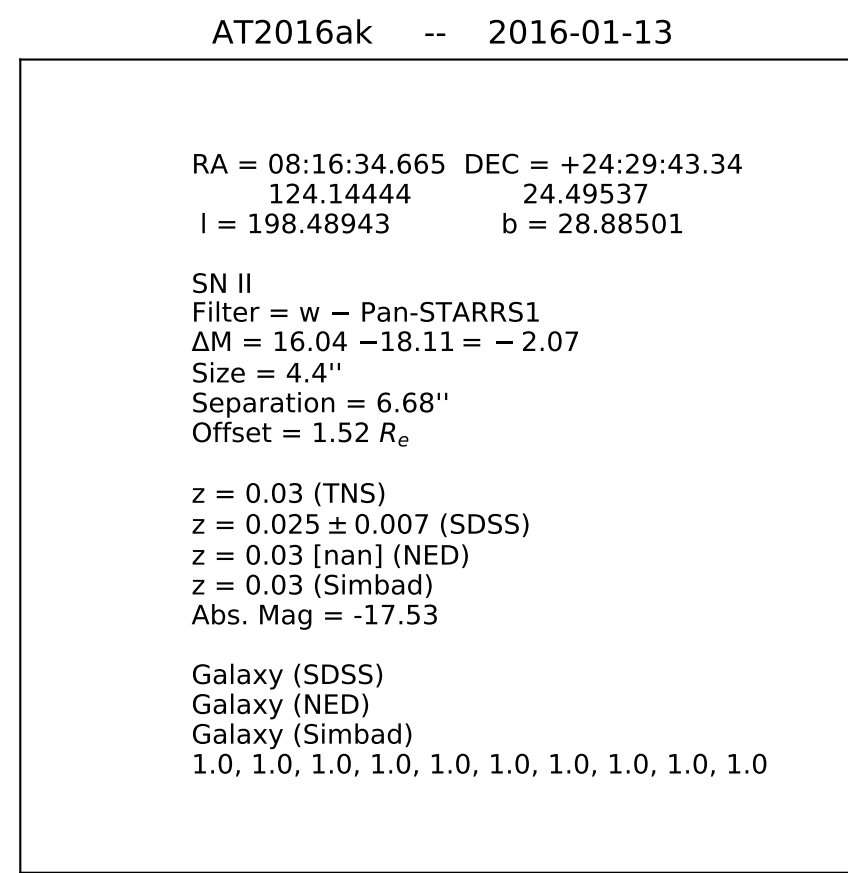 AT2016ak -- 2016-01-13
RA = 08:16:34.665 DEC = +24:29:43.34
124.14444 24.49537
l = 198.48943 b = 28.88501
SN II
Filter = w − Pan-STARRS1
ΔM = 16.04 −18.11 = − 2.07
Size = 4.4''
Separation = 6.68''
Offset = 1.52 Rₑ
z = 0.03 (TNS)
z = 0.025 ± 0.007 (SDSS)
z = 0.03 [nan] (NED)
z = 0.03 (Simbad)
Abs. Mag = -17.53
Galaxy (SDSS)
Galaxy (NED)
Galaxy (Simbad)
1.0, 1.0, 1.0, 1.0, 1.0, 1.0, 1.0, 1.0, 1.0, 1.0